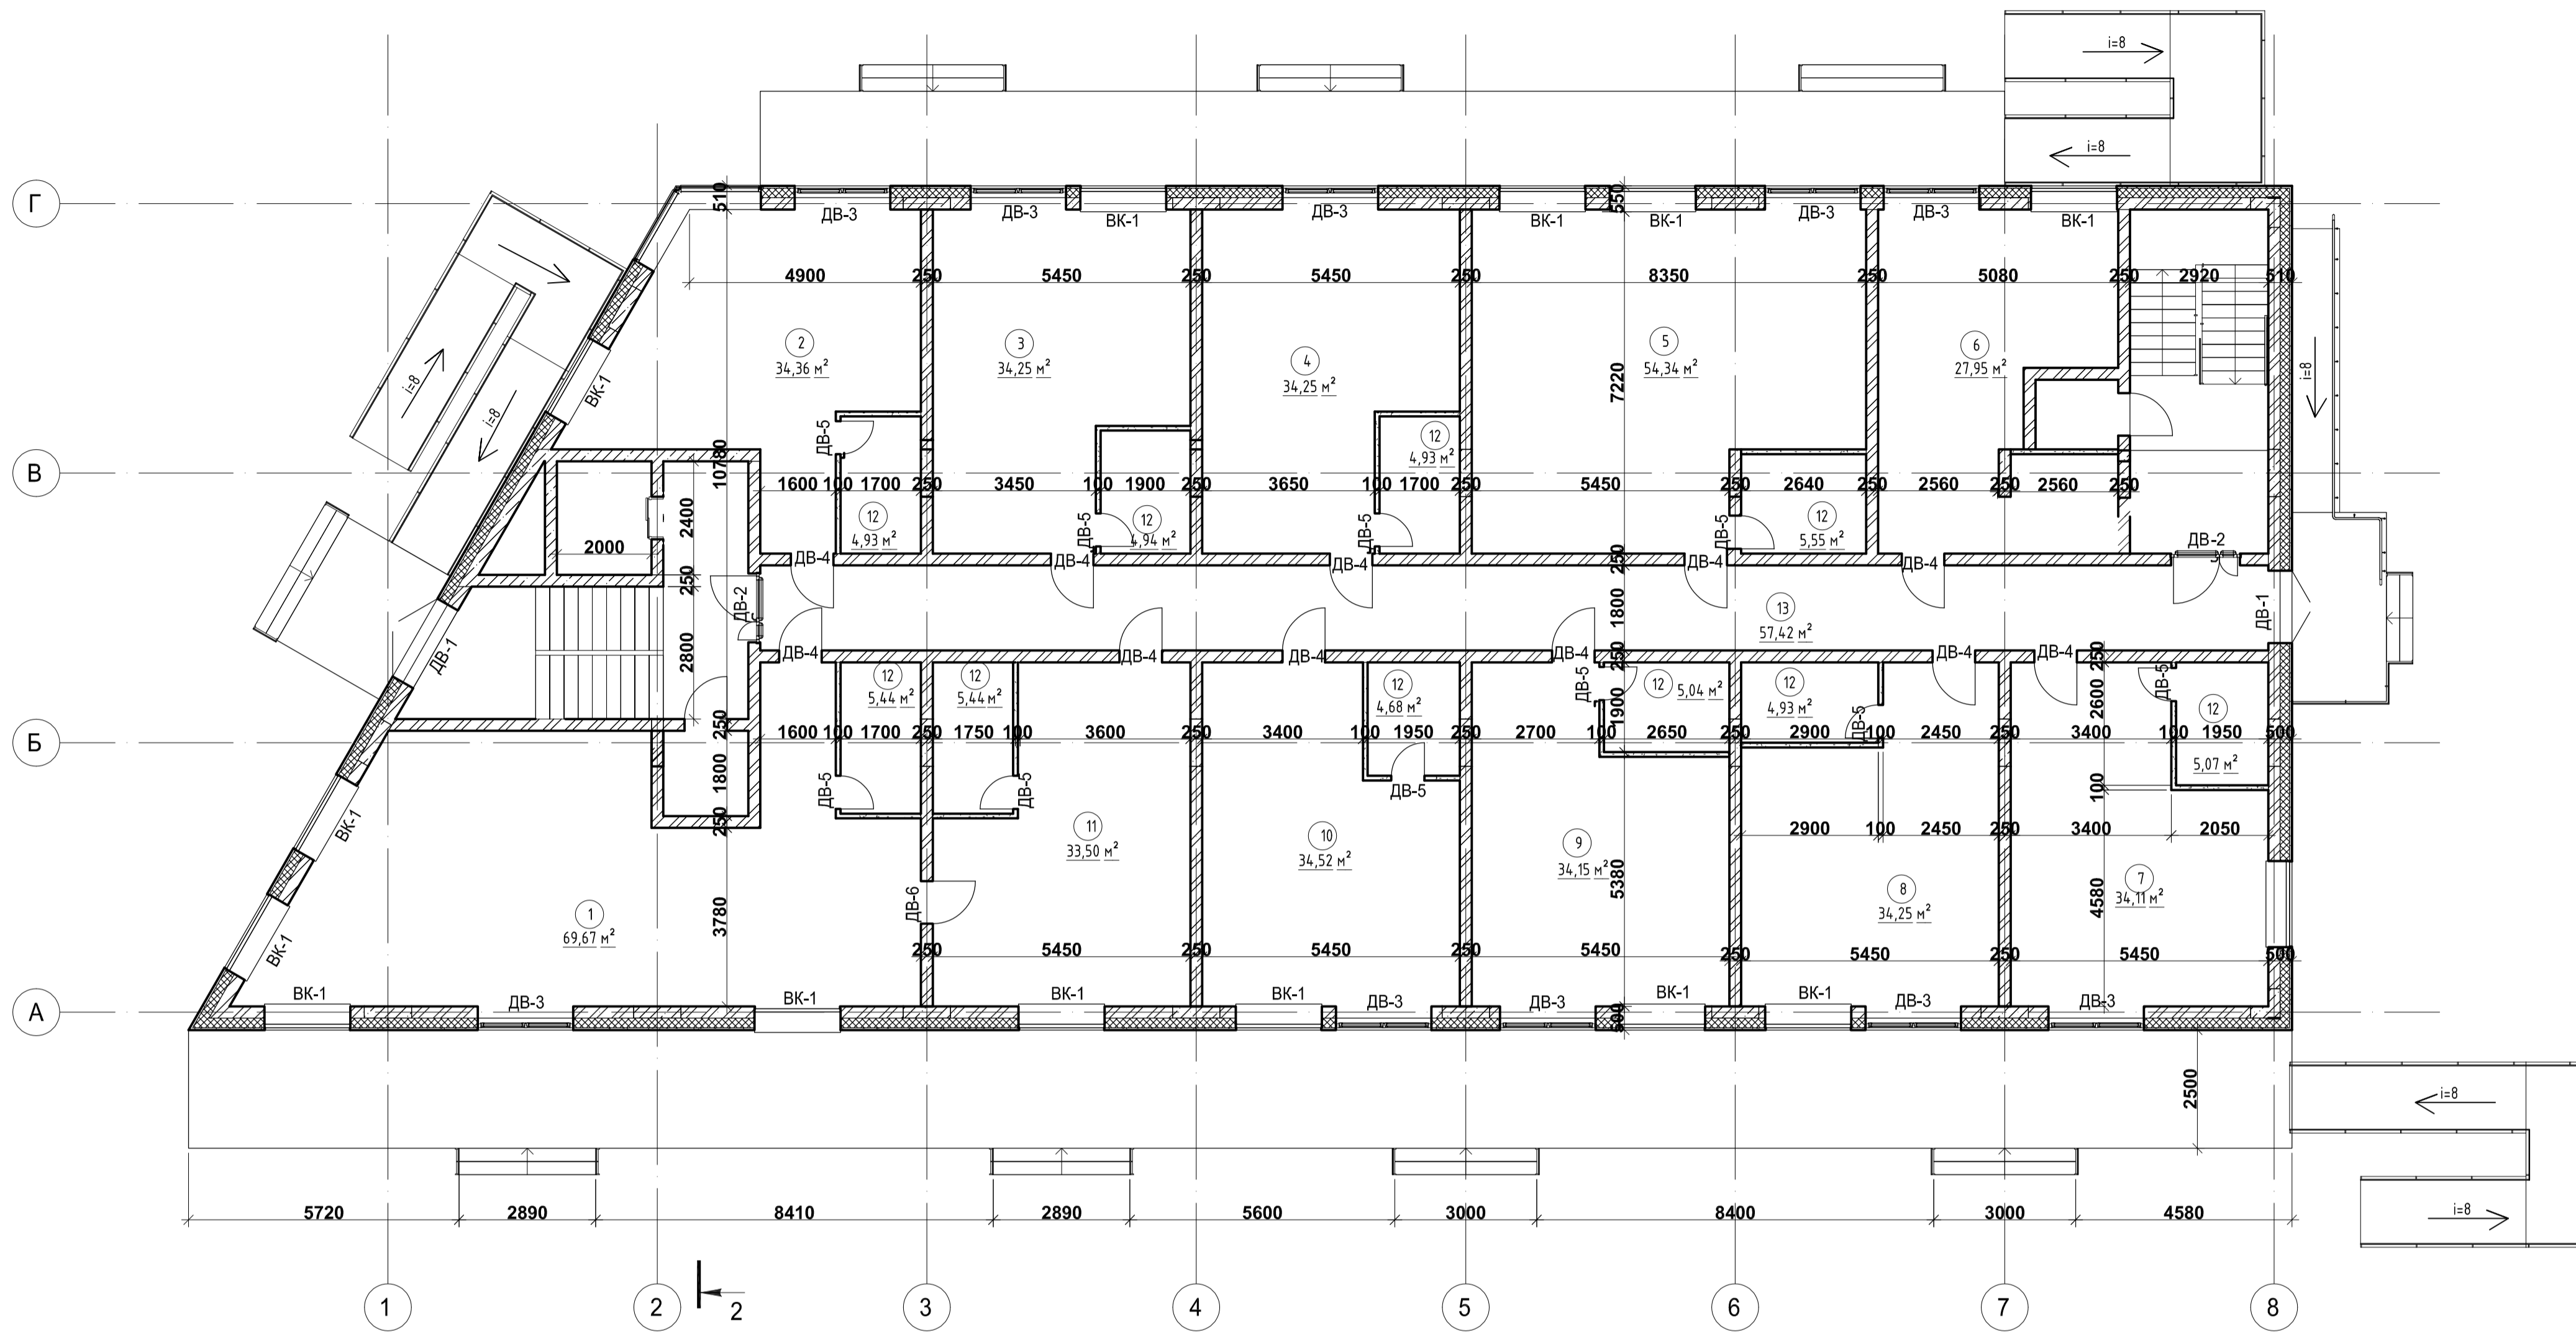 i=8
i=8
Г
510
ДВ-3
ДВ-3
ВК-1
ДВ-3
ВК-1
550
ВК-1
ДВ-3
ДВ-3
ВК-1
4900
250
5450
250
5450
250
8350
250
5080
250
2920
510
2
34,36 м²
3
34,25 м²
4
34,25 м²
5
54,34 м²
6
27,95 м²
7220
i=8
i=8
i=8
ВК-1
В
10780
ДВ-5
12
4,93 м²
1600
100
1700
250
3450
100
1900
250
3650
100
1700
250
5450
250
2640
250
2560
250
2560
250
2400
2000
12
4,93 м²
ДВ-5
12
4,94 м²
ДВ-5
ДВ-5
12
5,55 м²
ДВ-4
ДВ-4
ДВ-4
250
ДВ-4
ДВ-4
ДВ-2
250
ДВ-2
1800
13
57,42 м²
ДВ-1
ДВ-1
2800
ДВ-4
ДВ-4
ДВ-4
ДВ-4
250
ДВ-4
ДВ-4
250
12
5,44 м²
12
5,44 м²
12
4,68 м²
ДВ-5
12
5,04 м²
12
4,93 м²
ДВ-5
2600
12
1900
Б
250
1600
100
1700
250
1750
100
3600
250
3400
100
1950
250
2700
100
2650
250
2900
ДВ-5
100
2450
250
3400
100
1950
500
5,07 м²
1800
ДВ-5
ДВ-5
ДВ-5
100
250
ВК-1
11
33,50 м²
10
34,52 м²
9
34,15 м²
2900
100
2450
250
3400
2050
5380
8
34,25 м²
7
34,11 м²
4580
ДВ-6
3780
1
69,67 м²
ВК-1
250
5450
250
5450
250
5450
250
5450
250
5450
500
А
ВК-1
ДВ-3
ВК-1
ВК-1
ВК-1
ДВ-3
ДВ-3
ВК-1
ВК-1
ДВ-3
ДВ-3
500
2500
i=8
5720
2890
8410
2890
5600
3000
8400
3000
4580
i=8
1
2
2
3
4
5
6
7
8